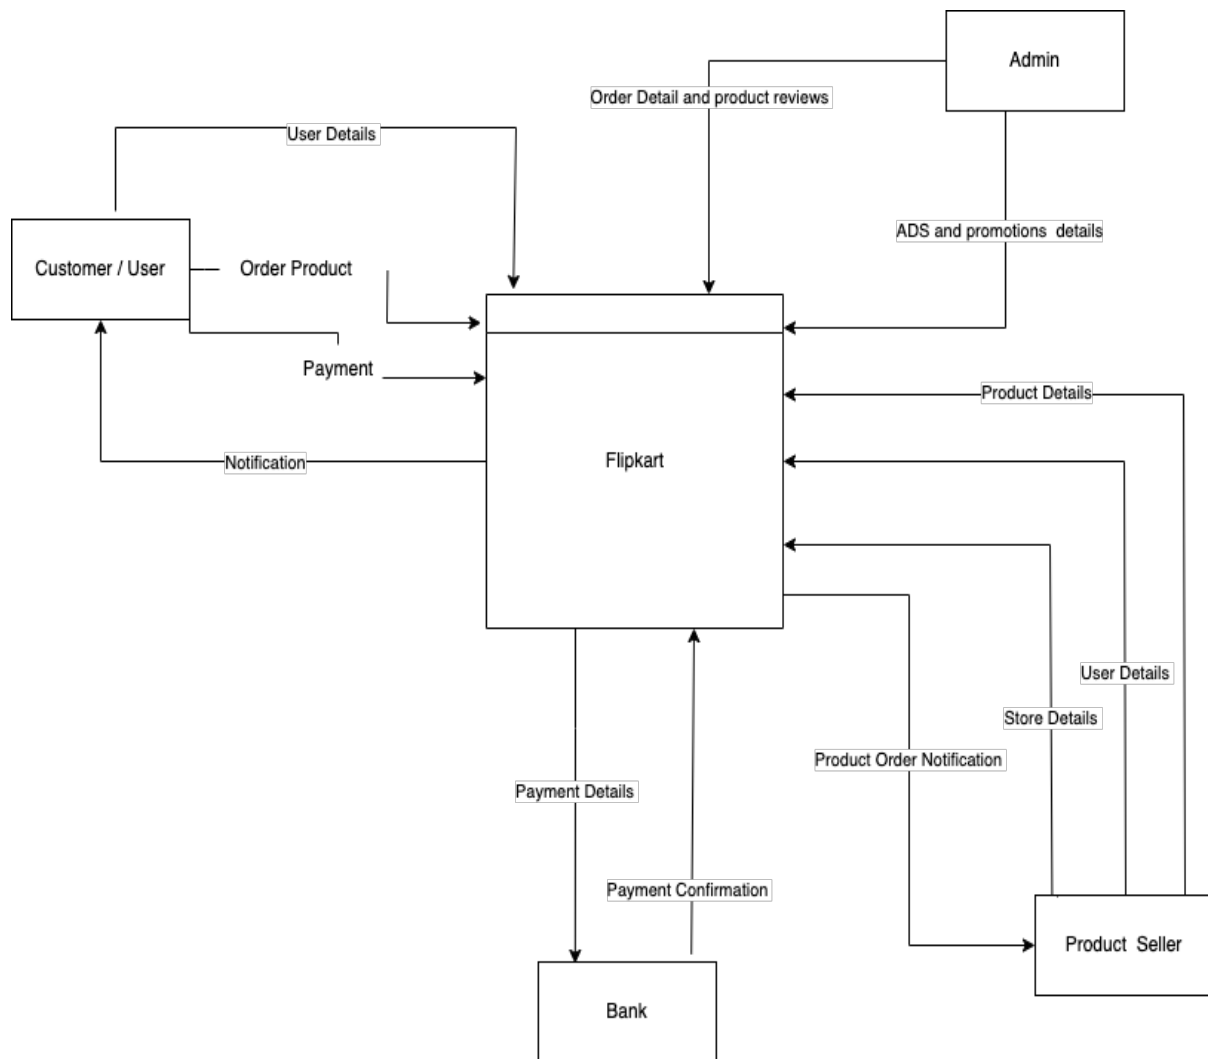 Admin
Order Detail and product reviews
User Details
ADS and promotions details
Customer / User
Order Product
Payment
Product Details
Flipkart
Notification
User Details
Store Details
Product Order Notification
Payment Details
Payment Confirmation
Product Seller
Bank